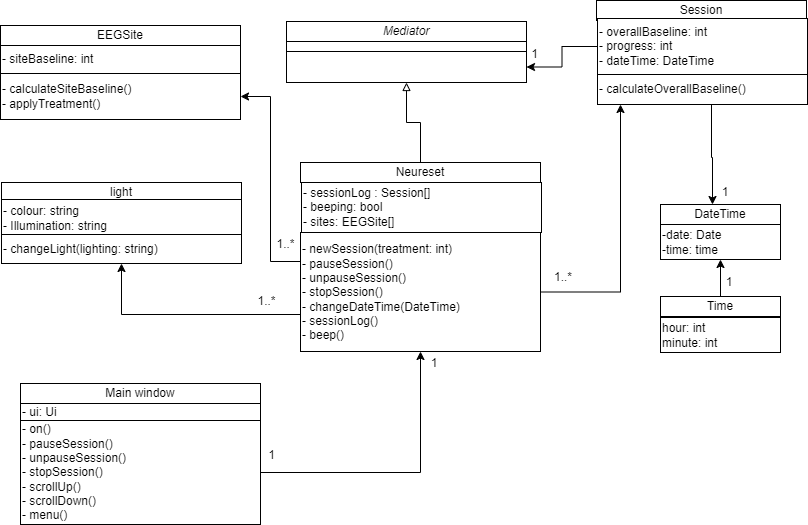 EEGSite
- siteBaseline: int
- calculateSiteBaseline()
- applyTreatment()
Mediator
1
Session
- overallBaseline: int
- progress: int
- dateTime: DateTime
- calculateOverallBaseline()
light
- colour: string
- Illumination: string
- changeLight(lighting: string)
1..*
1..*
Neureset
- sessionLog : Session[]
- beeping: bool
- sites: EEGSite[]
- newSession(treatment: int)
- pauseSession()
- unpauseSession()
- stopSession()
- changeDateTime(DateTime)
- sessionLog()
- beep()
1..*
1
DateTime
-date: Date
-time: time
1
Time
hour: int
minute: int
1
Main window
- ui: Ui
- on()
- pauseSession()
- unpauseSession()
- stopSession()
- scrollUp()
- scrollDown()
- menu()
1